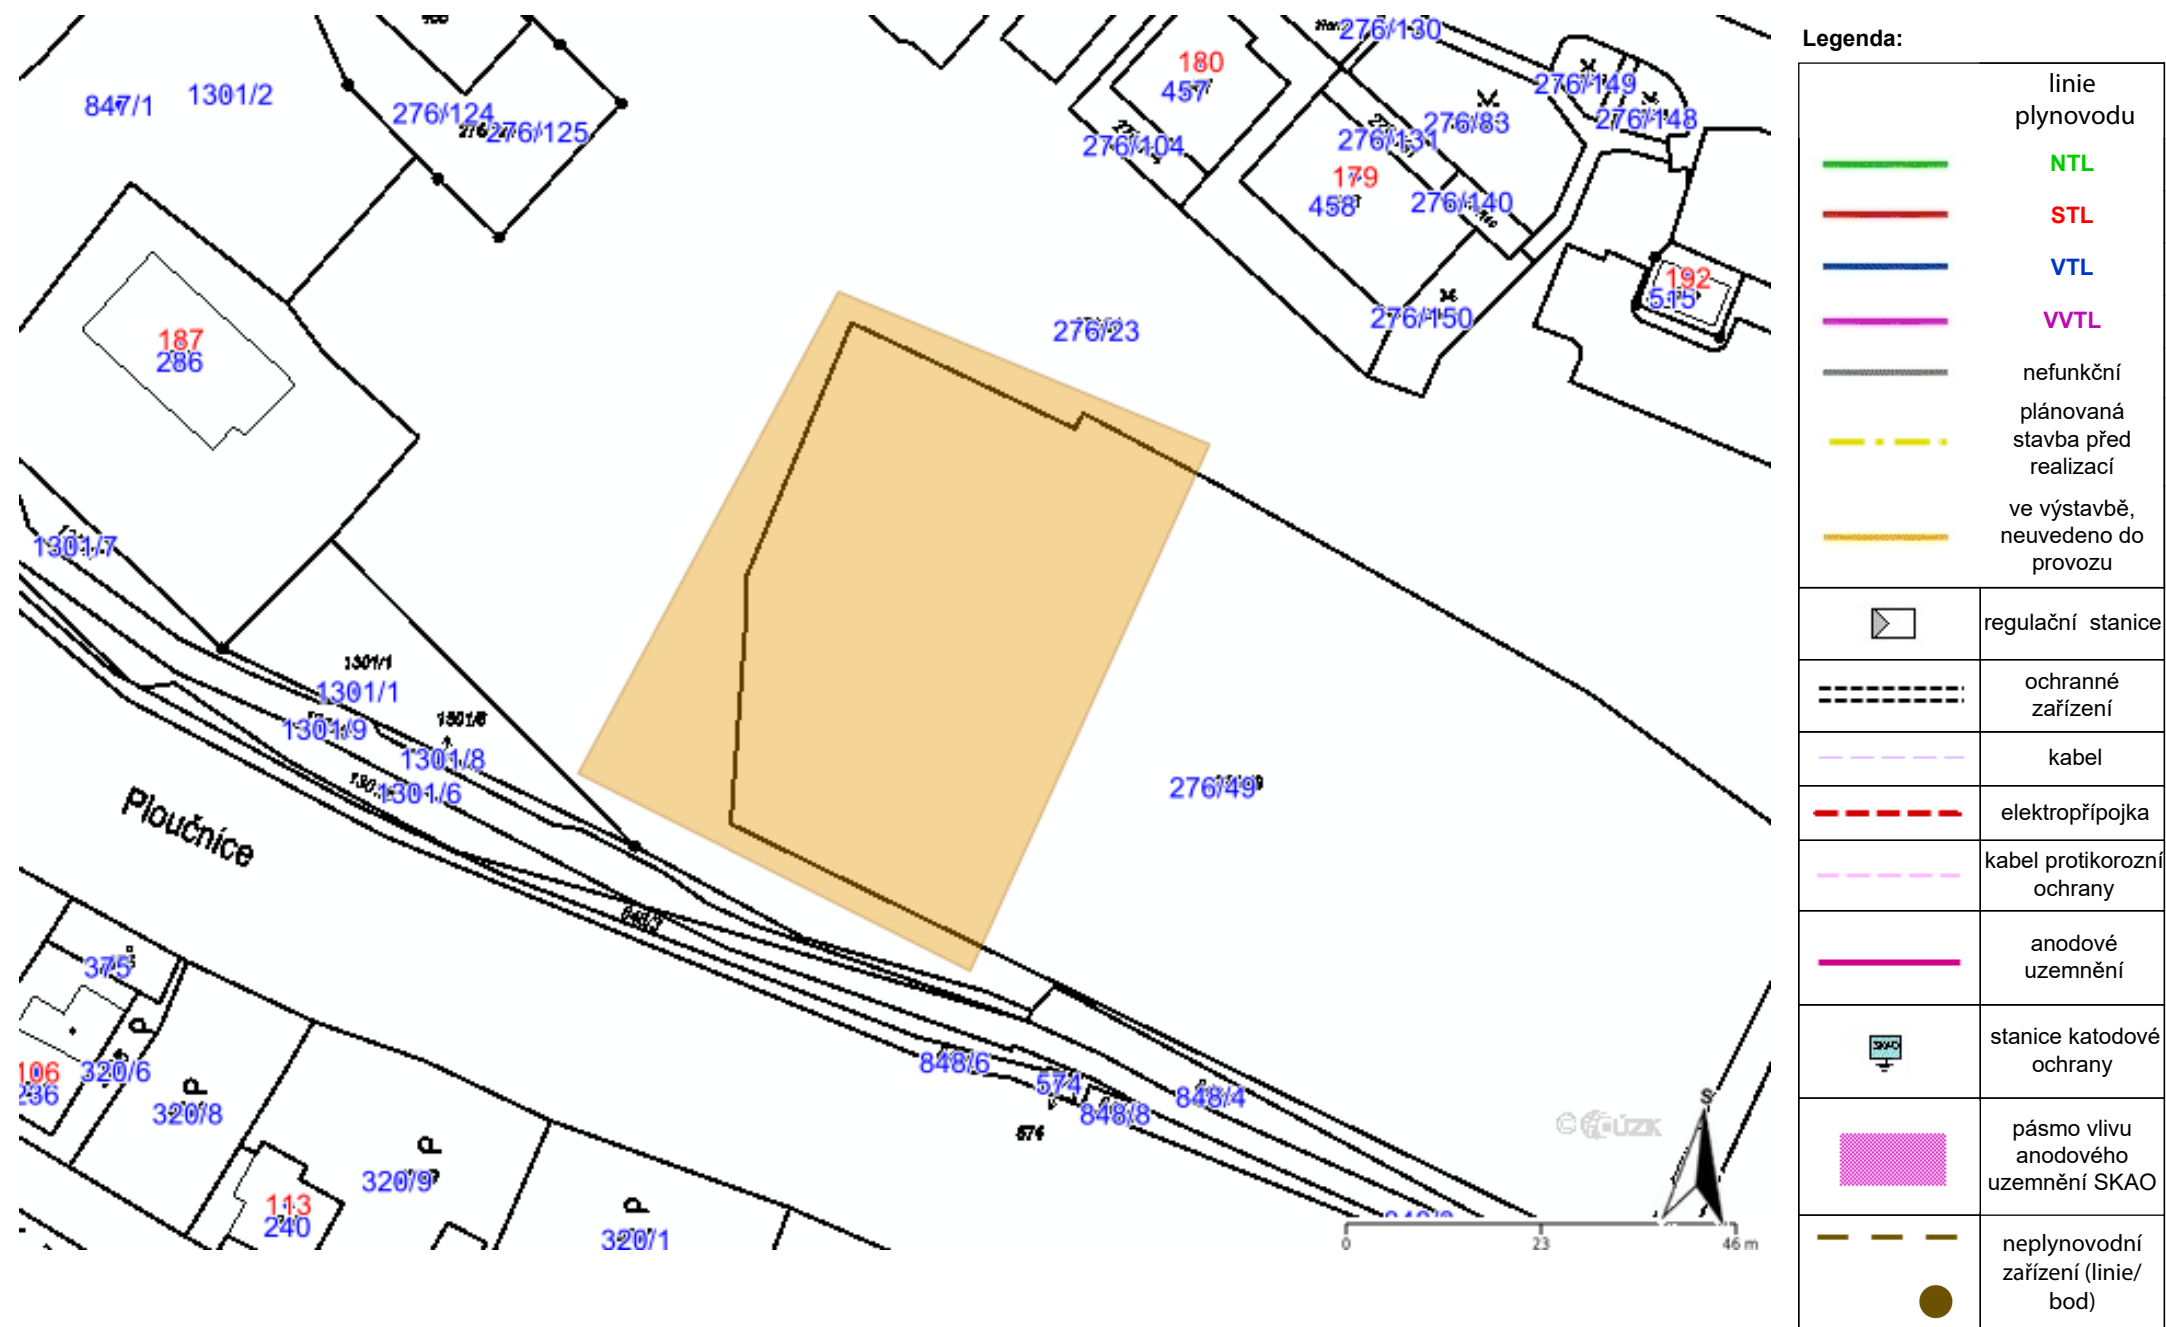 847/1
1301/2
276/124
276/125
180
457
276/104
276/130
276/149
276/148
276/83
276/131
179
458
276/140
276/150
192
515
276/23
187
286
1301/7
1301/1
1301/1
1301/9
1301/8
1301/6
276/49
Ploučnice
375
106
236
320/6
P
320/8
P
P
320/9
113
240
P
320/1
848/6
574
848/8
848/4
574
© ČÚZK
S
0
23
46 m
Legenda:
linie
plynovodu
NTL
STL
VTL
VVTL
nefunkční
plánovaná
stavba před
realizací
ve výstavbě,
neuvedeno do
provozu
regulační stanice
ochranné
zařízení
kabel
elektropřípojka
kabel protikorozní
ochrany
anodové
uzemnění
SKAO
stanice katodové
ochrany
pásmo vlivu
anodového
uzemnění SKAO
neplynovodní
zařízení (linie/
bod)